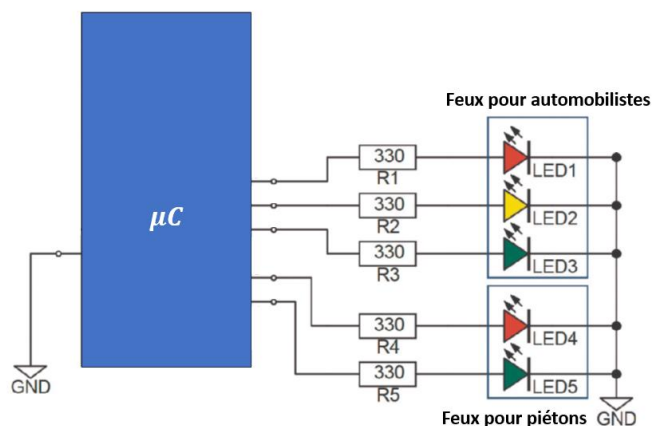 Feux pour automobilistes
330
R1
LED1
330
R2
LED2
330
R3
LED3
μC
330
R4
LED4
330
R5
LED5
GND
Feux pour piétons
GND